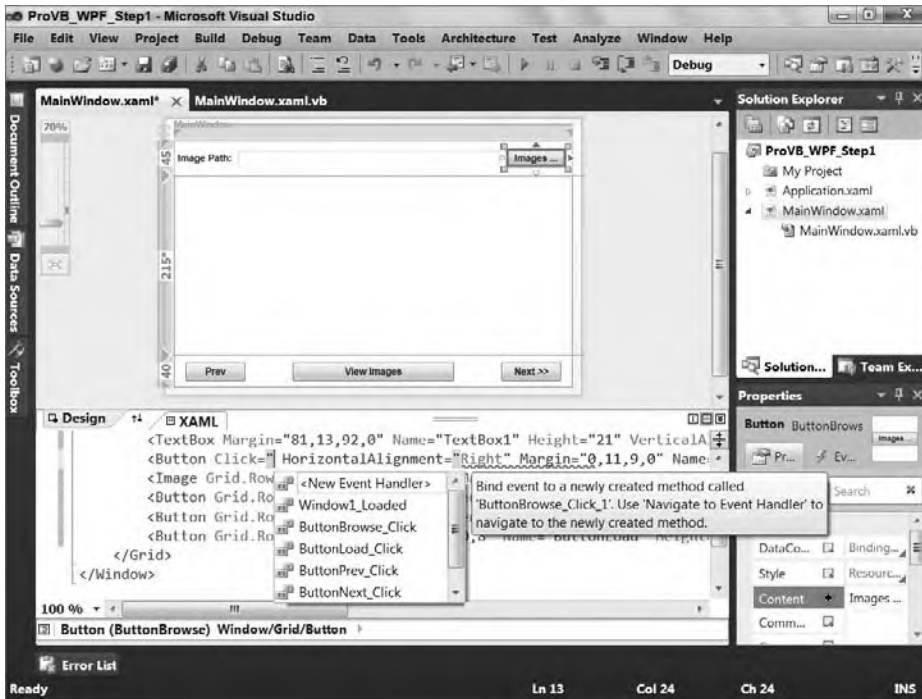 ProVB_WPF_Step1 - Microsoft Visual Studio
File Edit View Project Build Debug Team Data Tools Architecture Test Analyze Window Help
Debug
MainWindow.xaml* MainWindow.xaml.vb
Document Outline
Data Sources
Toolbox
70%
MainWindow
45
Image Path:
Images ...
215*
40
Prev
View Images
Next >>
Solution Explorer
ProVB_WPF_Step1
My Project
Application.xaml
MainWindow.xaml
MainWindow.xaml.vb
Solution... Team Ex...
Design XAML
<TextBox Margin="81,13,92,0" Name="TextBox1" Height="21" VerticalA
<Button Click="" HorizontalAlignment="Right" Margin="0,11,9,0" Name
<Image Grid.Ro
<Button Grid.Ro
<Button Grid.Ro
<Button Grid.Ro
</Grid>
</Window>
<New Event Handler>
Window1_Loaded
ButtonBrowse_Click
ButtonLoad_Click
ButtonPrev_Click
ButtonNext_Click
Bind event to a newly created method called
'ButtonBrowse_Click_1'. Use 'Navigate to Event Handler' to
navigate to the newly created method.
100 %
Button (ButtonBrowse) Window/Grid/Button
Properties
Button ButtonBrows
Images ...
Pr... Ev...
Search
DataCo... Binding...
Style Resourc...
Content Images ...
Comm...
Error List
Ready Ln 13 Col 24 Ch 24 INS